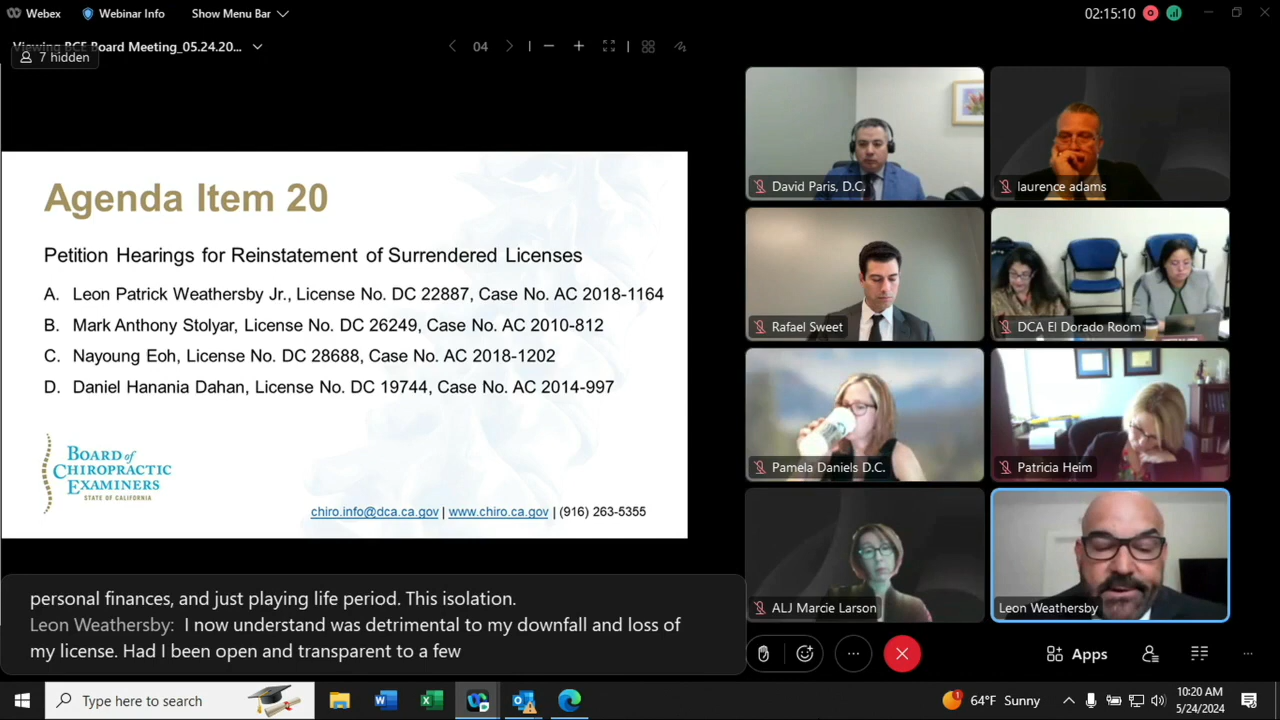 Webex
Webinar Info
Show Menu Bar
02:15:10
Board Meeting_05.24.20...
7 hidden
04
Agenda Item 20
Petition Hearings for Reinstatement of Surrendered Licenses
A. Leon Patrick Weathersby Jr., License No. DC 22887, Case No. AC 2018-1164
B. Mark Anthony Stolyar, License No. DC 26249, Case No. AC 2010-812
C. Nayoung Eoh, License No. DC 28688, Case No. AC 2018-1202
D. Daniel Hanania Dahan, License No. DC 19744, Case No. AC 2014-997
BOARD OF
CHIROPRACTIC
EXAMINERS
STATE OF CALIFORNIA
chiro.info@dca.ca.gov | www.chiro.ca.gov | (916) 263-5355
David Paris, D.C.
laurence adams
Rafael Sweet
DCA El Dorado Room
Pamela Daniels D.C.
Patricia Heim
ALJ Marcie Larson
Leon Weathersby
personal finances, and just playing life period. This isolation.
Leon Weathersby: I now understand was detrimental to my downfall and loss of
my license. Had I been open and transparent to a few
Apps
Type here to search
1
64°F Sunny
10:20 AM
5/24/2024